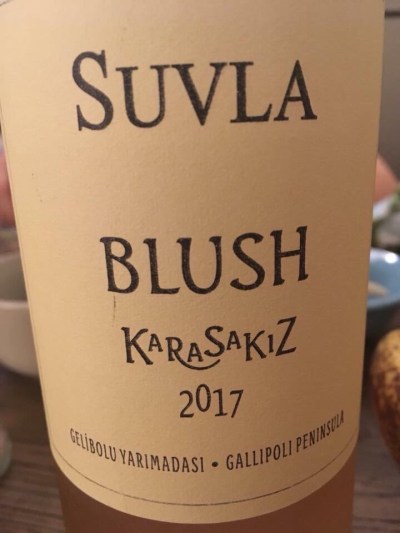 SUVLA
BLUSH
KARASAKIZ
2017
GELİBOLU YARIMADASI • GALLIPOLI PENINSULA